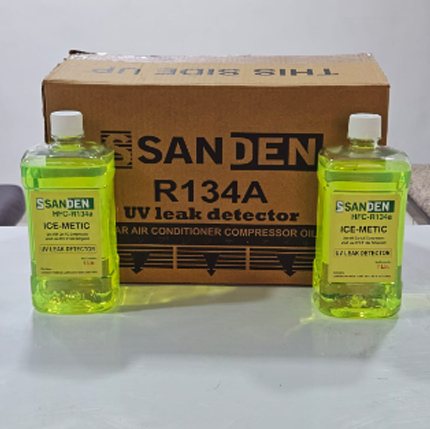 THIS SIDE UP
SANDEN
R134A
UV leak detector
AR AIR CONDITIONER COMPRESSOR OIL
SANDEN
HFC-R134a
ICE-METIC
UV LEAK DETECTOR
SANDEN
HFC-R134a
ICE-METIC
UV LEAK DETECTOR